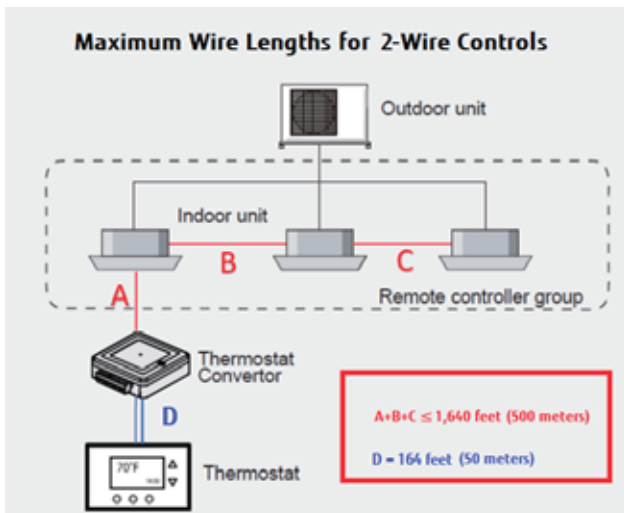 Maximum Wire Lengths for 2-Wire Controls
Outdoor unit
Indoor unit
B
C
A
Remote controller group
Thermostat
Convertor
D
A+B+C ≤ 1,640 feet (500 meters)
D = 164 feet (50 meters)
70°F
Thermostat